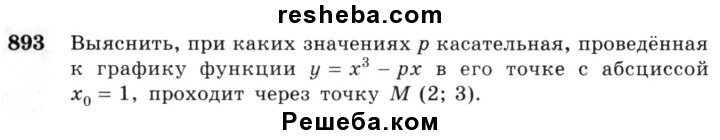 resheba.com
893 Выяснить, при каких значениях p касательная, проведённая
к графику функции y = x³ − px в его точке с абсциссой
x₀ = 1, проходит через точку M (2; 3).
Решеба.com